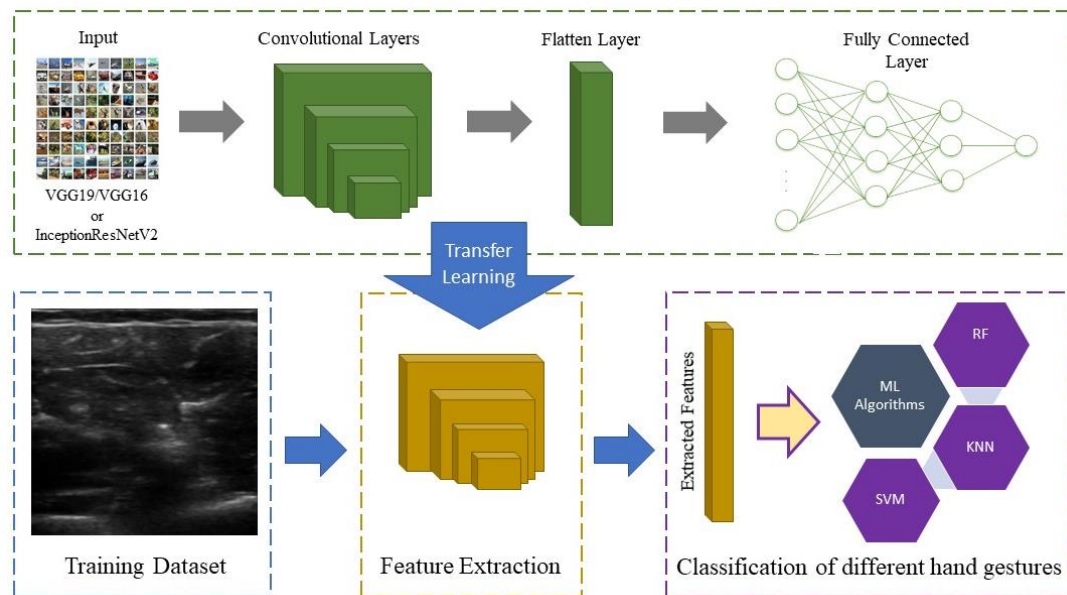 Input
Convolutional Layers
Flatten Layer
Fully Connected
Layer
VGG19/VGG16
or
InceptionResNetV2
Transfer
Learning
Training Dataset
Feature Extraction
Extracted Features
ML
Algorithms
RF
KNN
SVM
Classification of different hand gestures